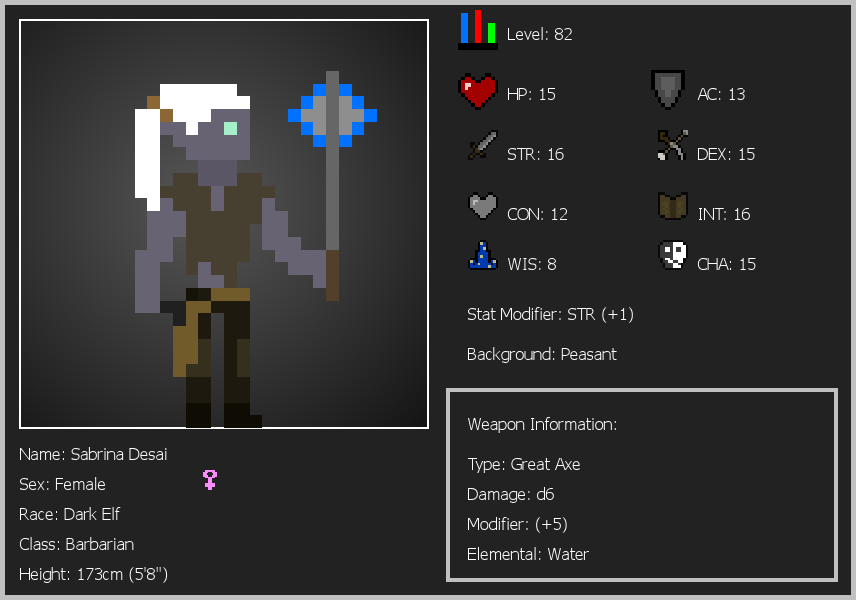 Level: 82
HP: 15
AC: 13
STR: 16
DEX: 15
CON: 12
INT: 16
WIS: 8
CHA: 15
Stat Modifier: STR (+1)
Background: Peasant
Weapon Information:
Type: Great Axe
Damage: d6
Modifier: (+5)
Elemental: Water
Name: Sabrina Desai
Sex: Female
Race: Dark Elf
Class: Barbarian
Height: 173cm (5'8")